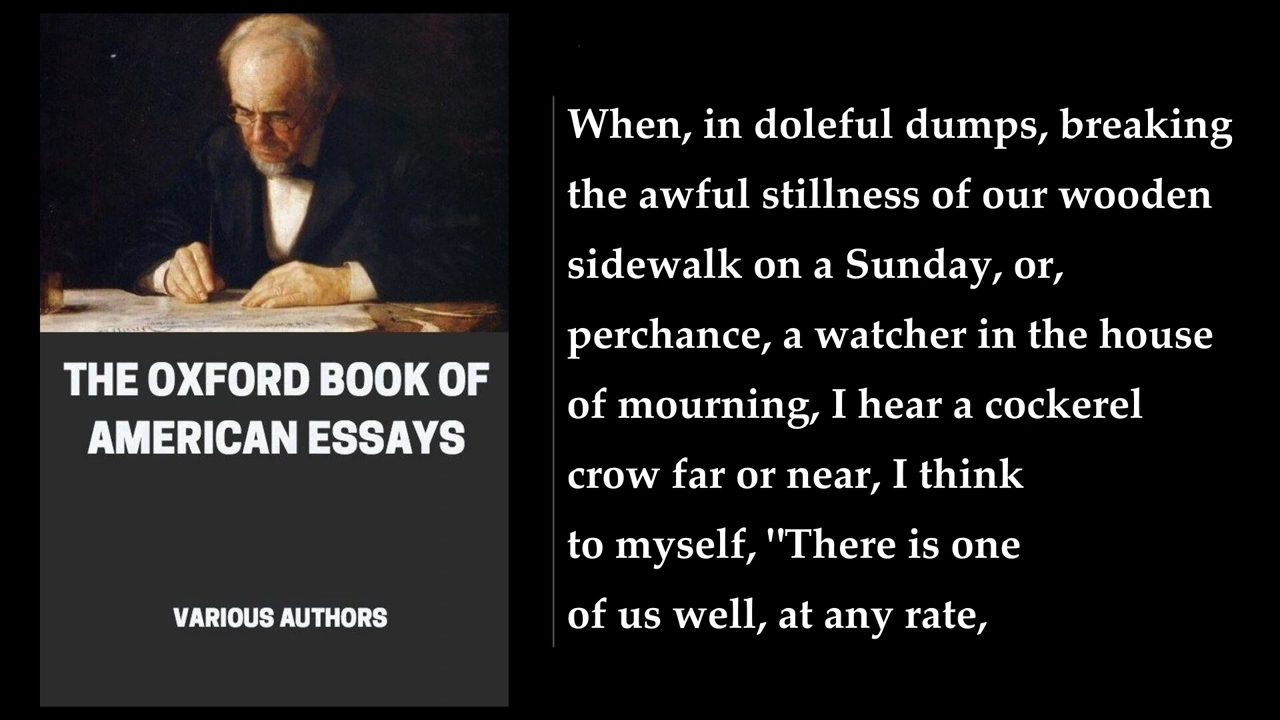 THE OXFORD BOOK OF
AMERICAN ESSAYS
VARIOUS AUTHORS
When, in doleful dumps, breaking
the awful stillness of our wooden
sidewalk on a Sunday, or,
perchance, a watcher in the house
of mourning, I hear a cockerel
crow far or near, I think
to myself, "There is one
of us well, at any rate,